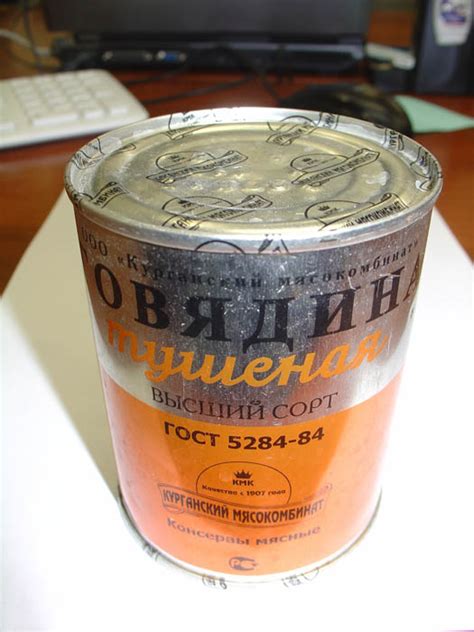 ООО «Курганский мясокомбинат»
ОВЯДИНА
тушеная
ВЫСШИЙ СОРТ
ГОСТ 5284-84
КМК
Качество с 1907 года
КУРГАНСКИЙ МЯСОКОМБИНАТ
Консервы мясные